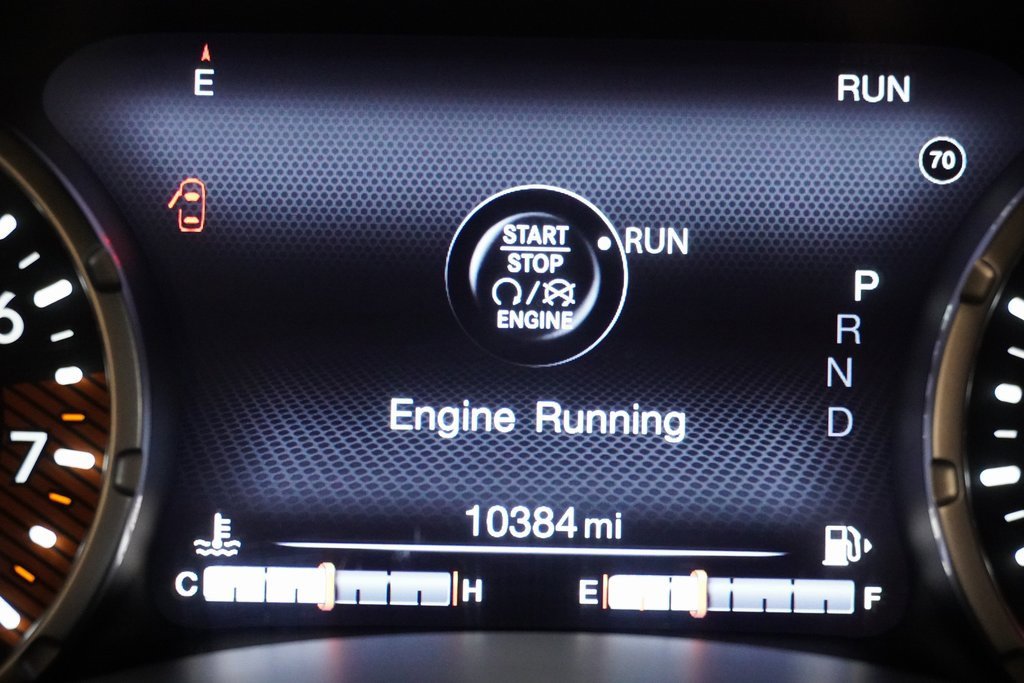 E
RUN
70
START
STOP
RUN
ENGINE
P
R
N
D
6
7
Engine Running
10384 mi
C
H
E
F